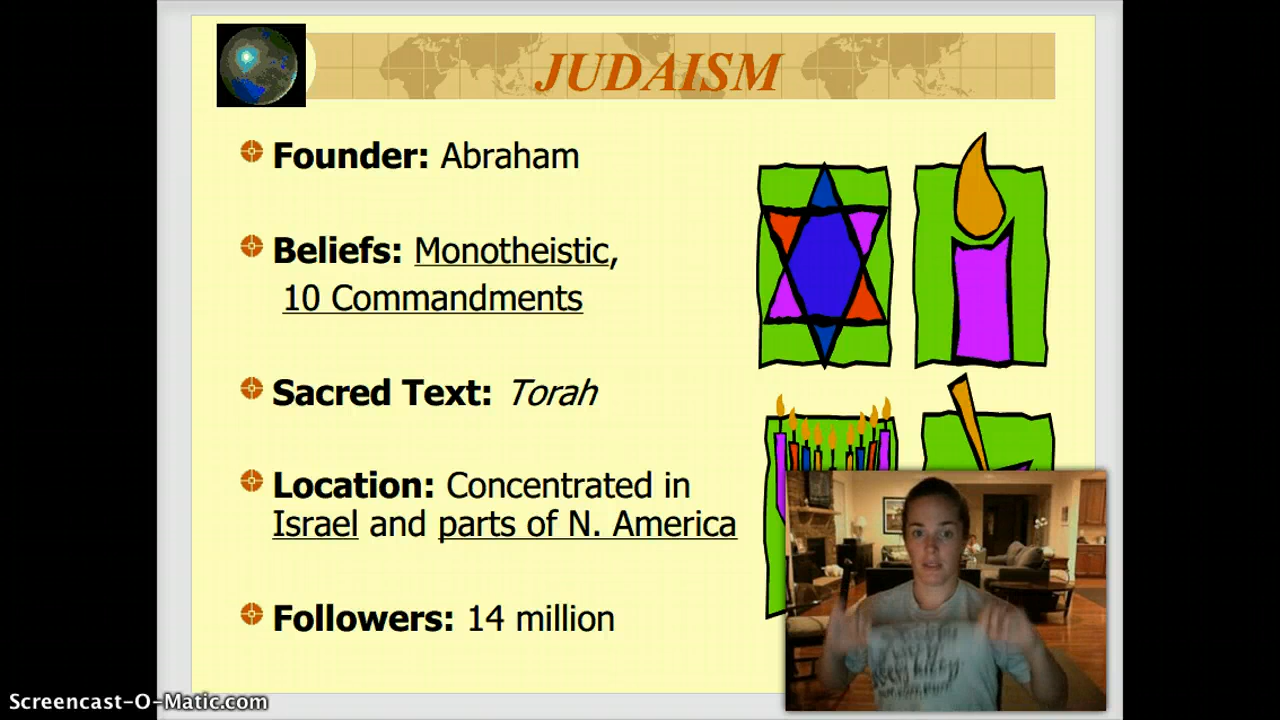 JUDAISM
Founder: Abraham
Beliefs: Monotheistic,
10 Commandments
Sacred Text: Torah
Location: Concentrated in
Israel and parts of N. America
Followers: 14 million
Screencast-O-Matic.com